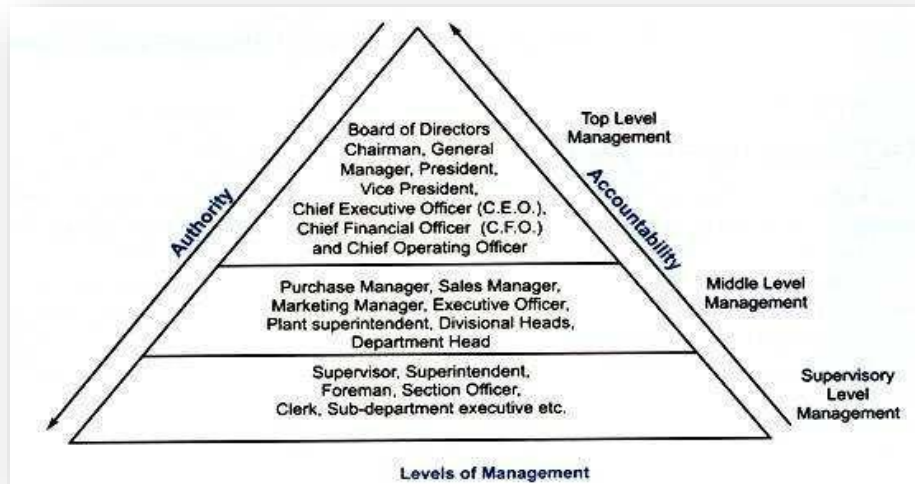 Board of Directors
Chairman, General
Manager, President,
Vice President,
Chief Executive Officer (C.E.O.),
Chief Financial Officer (C.F.O.)
and Chief Operating Officer
Purchase Manager, Sales Manager,
Marketing Manager, Executive Officer,
Plant superintendent, Divisional Heads,
Department Head
Supervisor, Superintendent,
Foreman, Section Officer,
Clerk, Sub-department executive etc.
Authority
Accountability
Top Level
Management
Middle Level
Management
Supervisory
Level
Management
Levels of Management